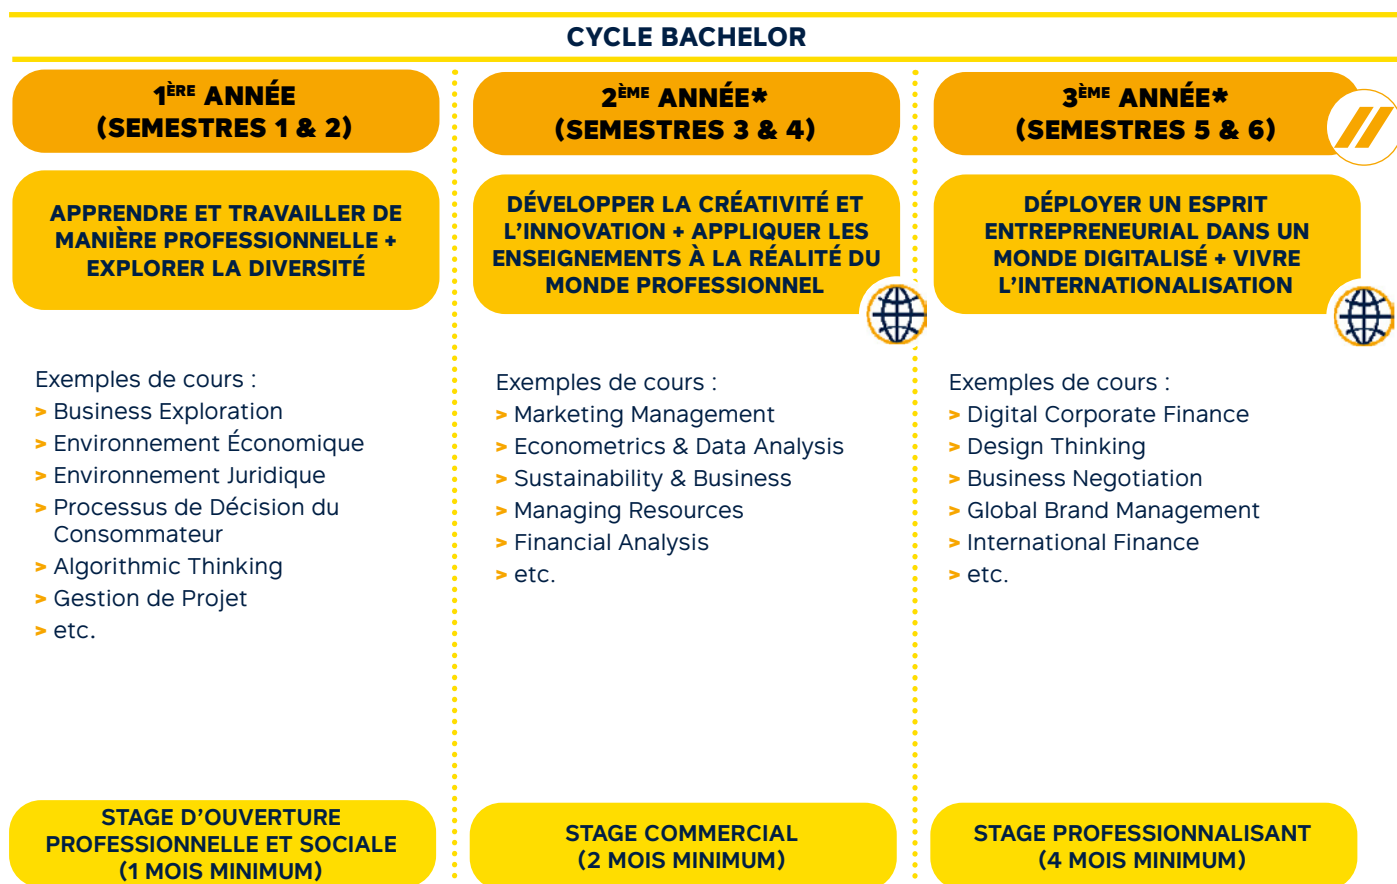 CYCLE BACHELOR
1ÈRE ANNÉE
(SEMESTRES 1 & 2)
APPRENDRE ET TRAVAILLER DE
MANIÈRE PROFESSIONNELLE +
EXPLORER LA DIVERSITÉ
Exemples de cours :
> Business Exploration
> Environnement Économique
> Environnement Juridique
> Processus de Décision du
Consommateur
> Algorithmic Thinking
> Gestion de Projet
> etc.
STAGE D’OUVERTURE
PROFESSIONNELLE ET SOCIALE
(1 MOIS MINIMUM)
2ÈME ANNÉE*
(SEMESTRES 3 & 4)
DÉVELOPPER LA CRÉATIVITÉ ET
L’INNOVATION + APPLIQUER LES
ENSEIGNEMENTS À LA RÉALITÉ DU
MONDE PROFESSIONNEL
Exemples de cours :
> Marketing Management
> Econometrics & Data Analysis
> Sustainability & Business
> Managing Resources
> Financial Analysis
> etc.
STAGE COMMERCIAL
(2 MOIS MINIMUM)
3ÈME ANNÉE*
(SEMESTRES 5 & 6)
DÉPLOYER UN ESPRIT
ENTREPRENEURIAL DANS UN
MONDE DIGITALISÉ + VIVRE
L’INTERNATIONALISATION
Exemples de cours :
> Digital Corporate Finance
> Design Thinking
> Business Negotiation
> Global Brand Management
> International Finance
> etc.
STAGE PROFESSIONNALISANT
(4 MOIS MINIMUM)